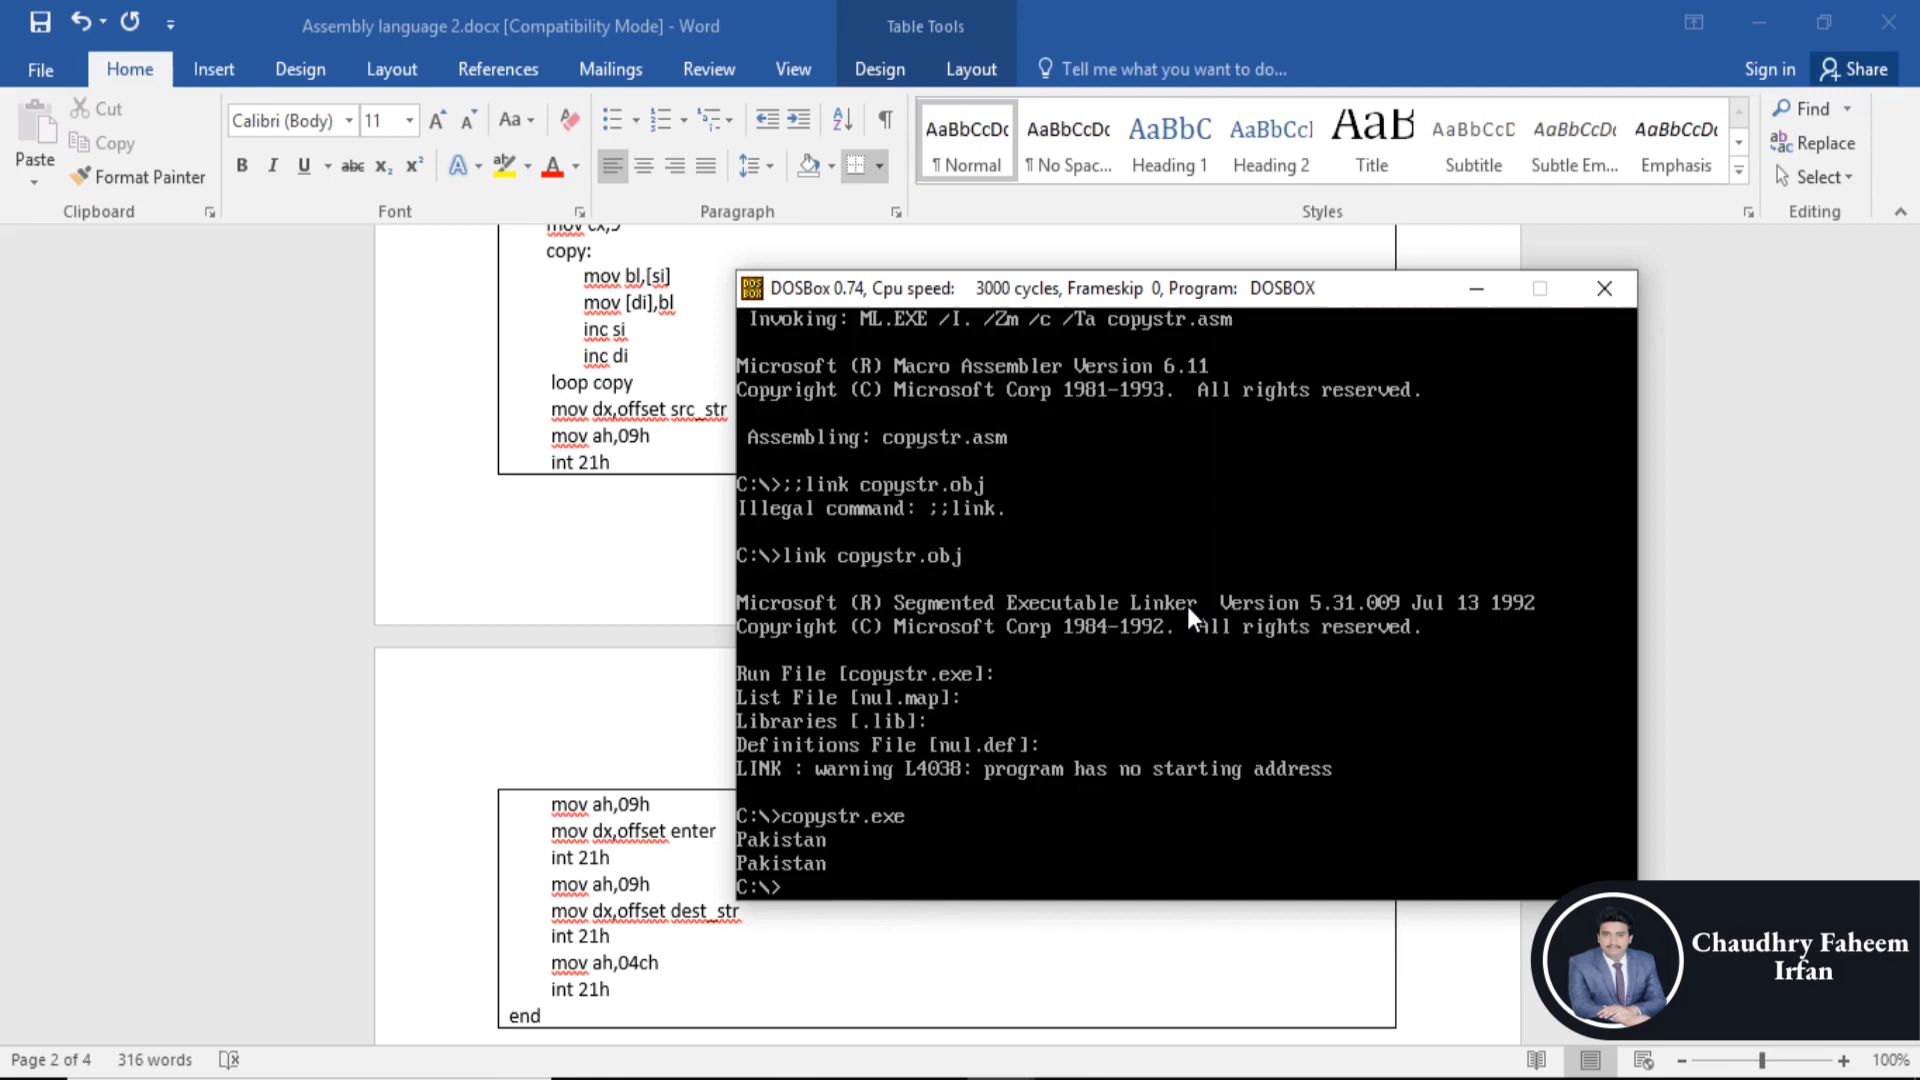 Assembly language 2.docx [Compatibility Mode] - Word
Table Tools
File
Home
Insert
Design
Layout
References
Mailings
Review
View
Design
Layout
Tell me what you want to do...
Sign in
Share
Paste
Cut
Copy
Format Painter
Clipboard
Calibri (Body)
11
Font
Paragraph
AaBbCcDc
¶ Normal
AaBbCcDc
¶ No Spac...
AaBbC
Heading 1
AaBbCcl
Heading 2
AaB
Title
AaBbCcD
Subtitle
AaBbCcDc
Subtle Em...
AaBbCcDc
Emphasis
Styles
Find
Replace
Select
Editing
copy:
mov bl,[si]
mov [di],bl
inc si
inc di
loop copy
mov dx,offset src_str
mov ah,09h
int 21h
DOSBox 0.74, Cpu speed: 3000 cycles, Frameskip 0, Program: DOSBOX
Invoking: ML.EXE /I. /Zm /c /Ta copystr.asm
Microsoft (R) Macro Assembler Version 6.11
Copyright (C) Microsoft Corp 1981-1993. All rights reserved.
Assembling: copystr.asm
C:\>;;link copystr.obj
Illegal command: ;;link.
C:\>link copystr.obj
Microsoft (R) Segmented Executable Linker Version 5.31.009 Jul 13 1992
Copyright (C) Microsoft Corp 1984-1992. All rights reserved.
Run File [copystr.exe]:
List File [nul.map]:
Libraries [.lib]:
Definitions File [nul.def]:
LINK : warning L4038: program has no starting address
C:\>copystr.exe
Pakistan
Pakistan
C:\>
mov ah,09h
mov dx,offset enter
int 21h
mov ah,09h
mov dx,offset dest_str
int 21h
mov ah,04ch
int 21h
end
Chaudhry Faheem
Irfan
Page 2 of 4
316 words
100%